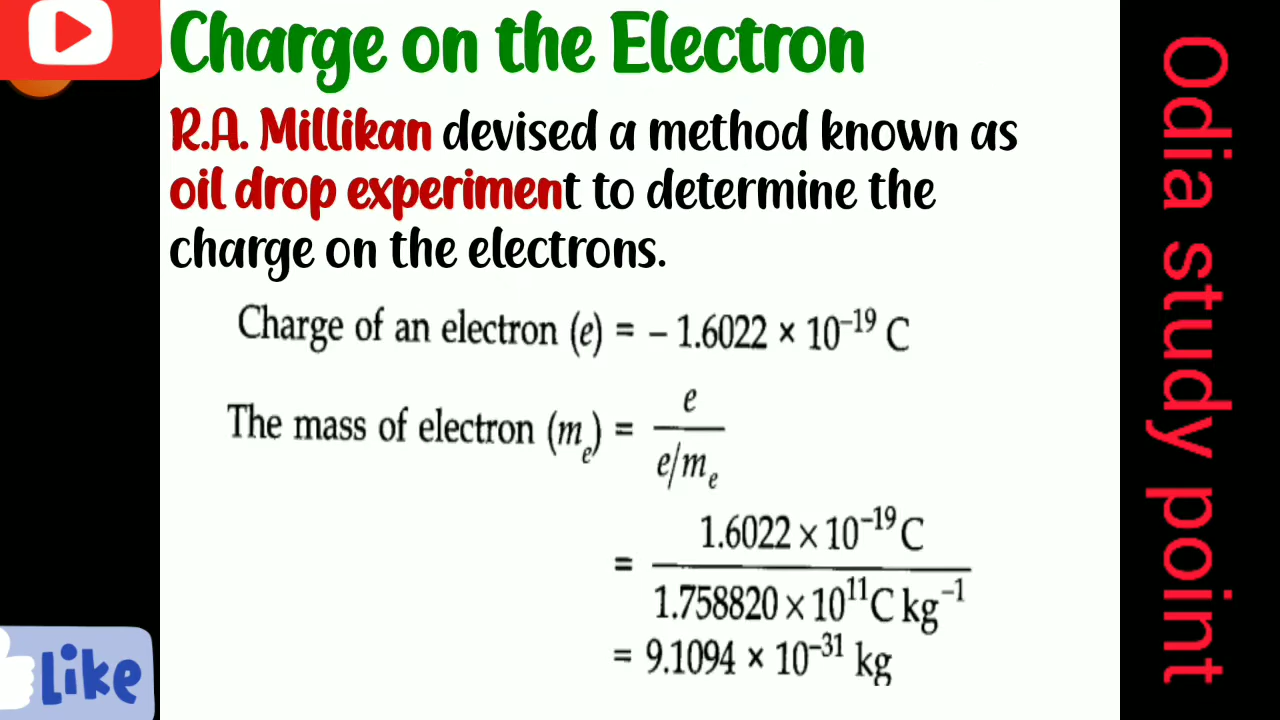 Charge on the Electron
R.A. Millikan devised a method known as
oil drop experiment to determine the
charge on the electrons.
Charge of an electron (e) = – 1.6022 × 10⁻¹⁹ C
The mass of electron (mₑ) = e / e/mₑ
= 1.6022 × 10⁻¹⁹ C / 1.758820 × 10¹¹ C kg⁻¹
= 9.1094 × 10⁻³¹ kg
Like
Odia study point